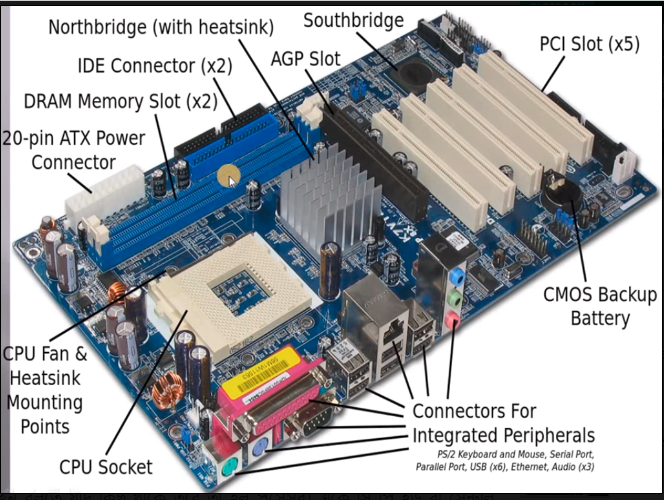 Northbridge (with heatsink)
Southbridge
IDE Connector (x2)
AGP Slot
PCI Slot (x5)
DRAM Memory Slot (x2)
20-pin ATX Power
Connector
CMOS Backup
Battery
CPU Fan &
Heatsink
Mounting
Points
CPU Socket
Connectors For
Integrated Peripherals
PS/2 Keyboard and Mouse, Serial Port,
Parallel Port, USB (x6), Ethernet, Audio (x3)